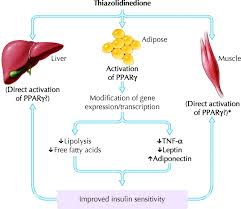 Thiazolidinedione
Liver
Adipose
Muscle
(Direct activation
of PPARγ?)
Activation
of PPARγ
(Direct activation
of PPARγ?)*
Modification of gene
expression/transcription
↓Lipolysis
↓Free fatty acids
↓TNF-α
↓Leptin
↑Adiponectin
Improved insulin sensitivity